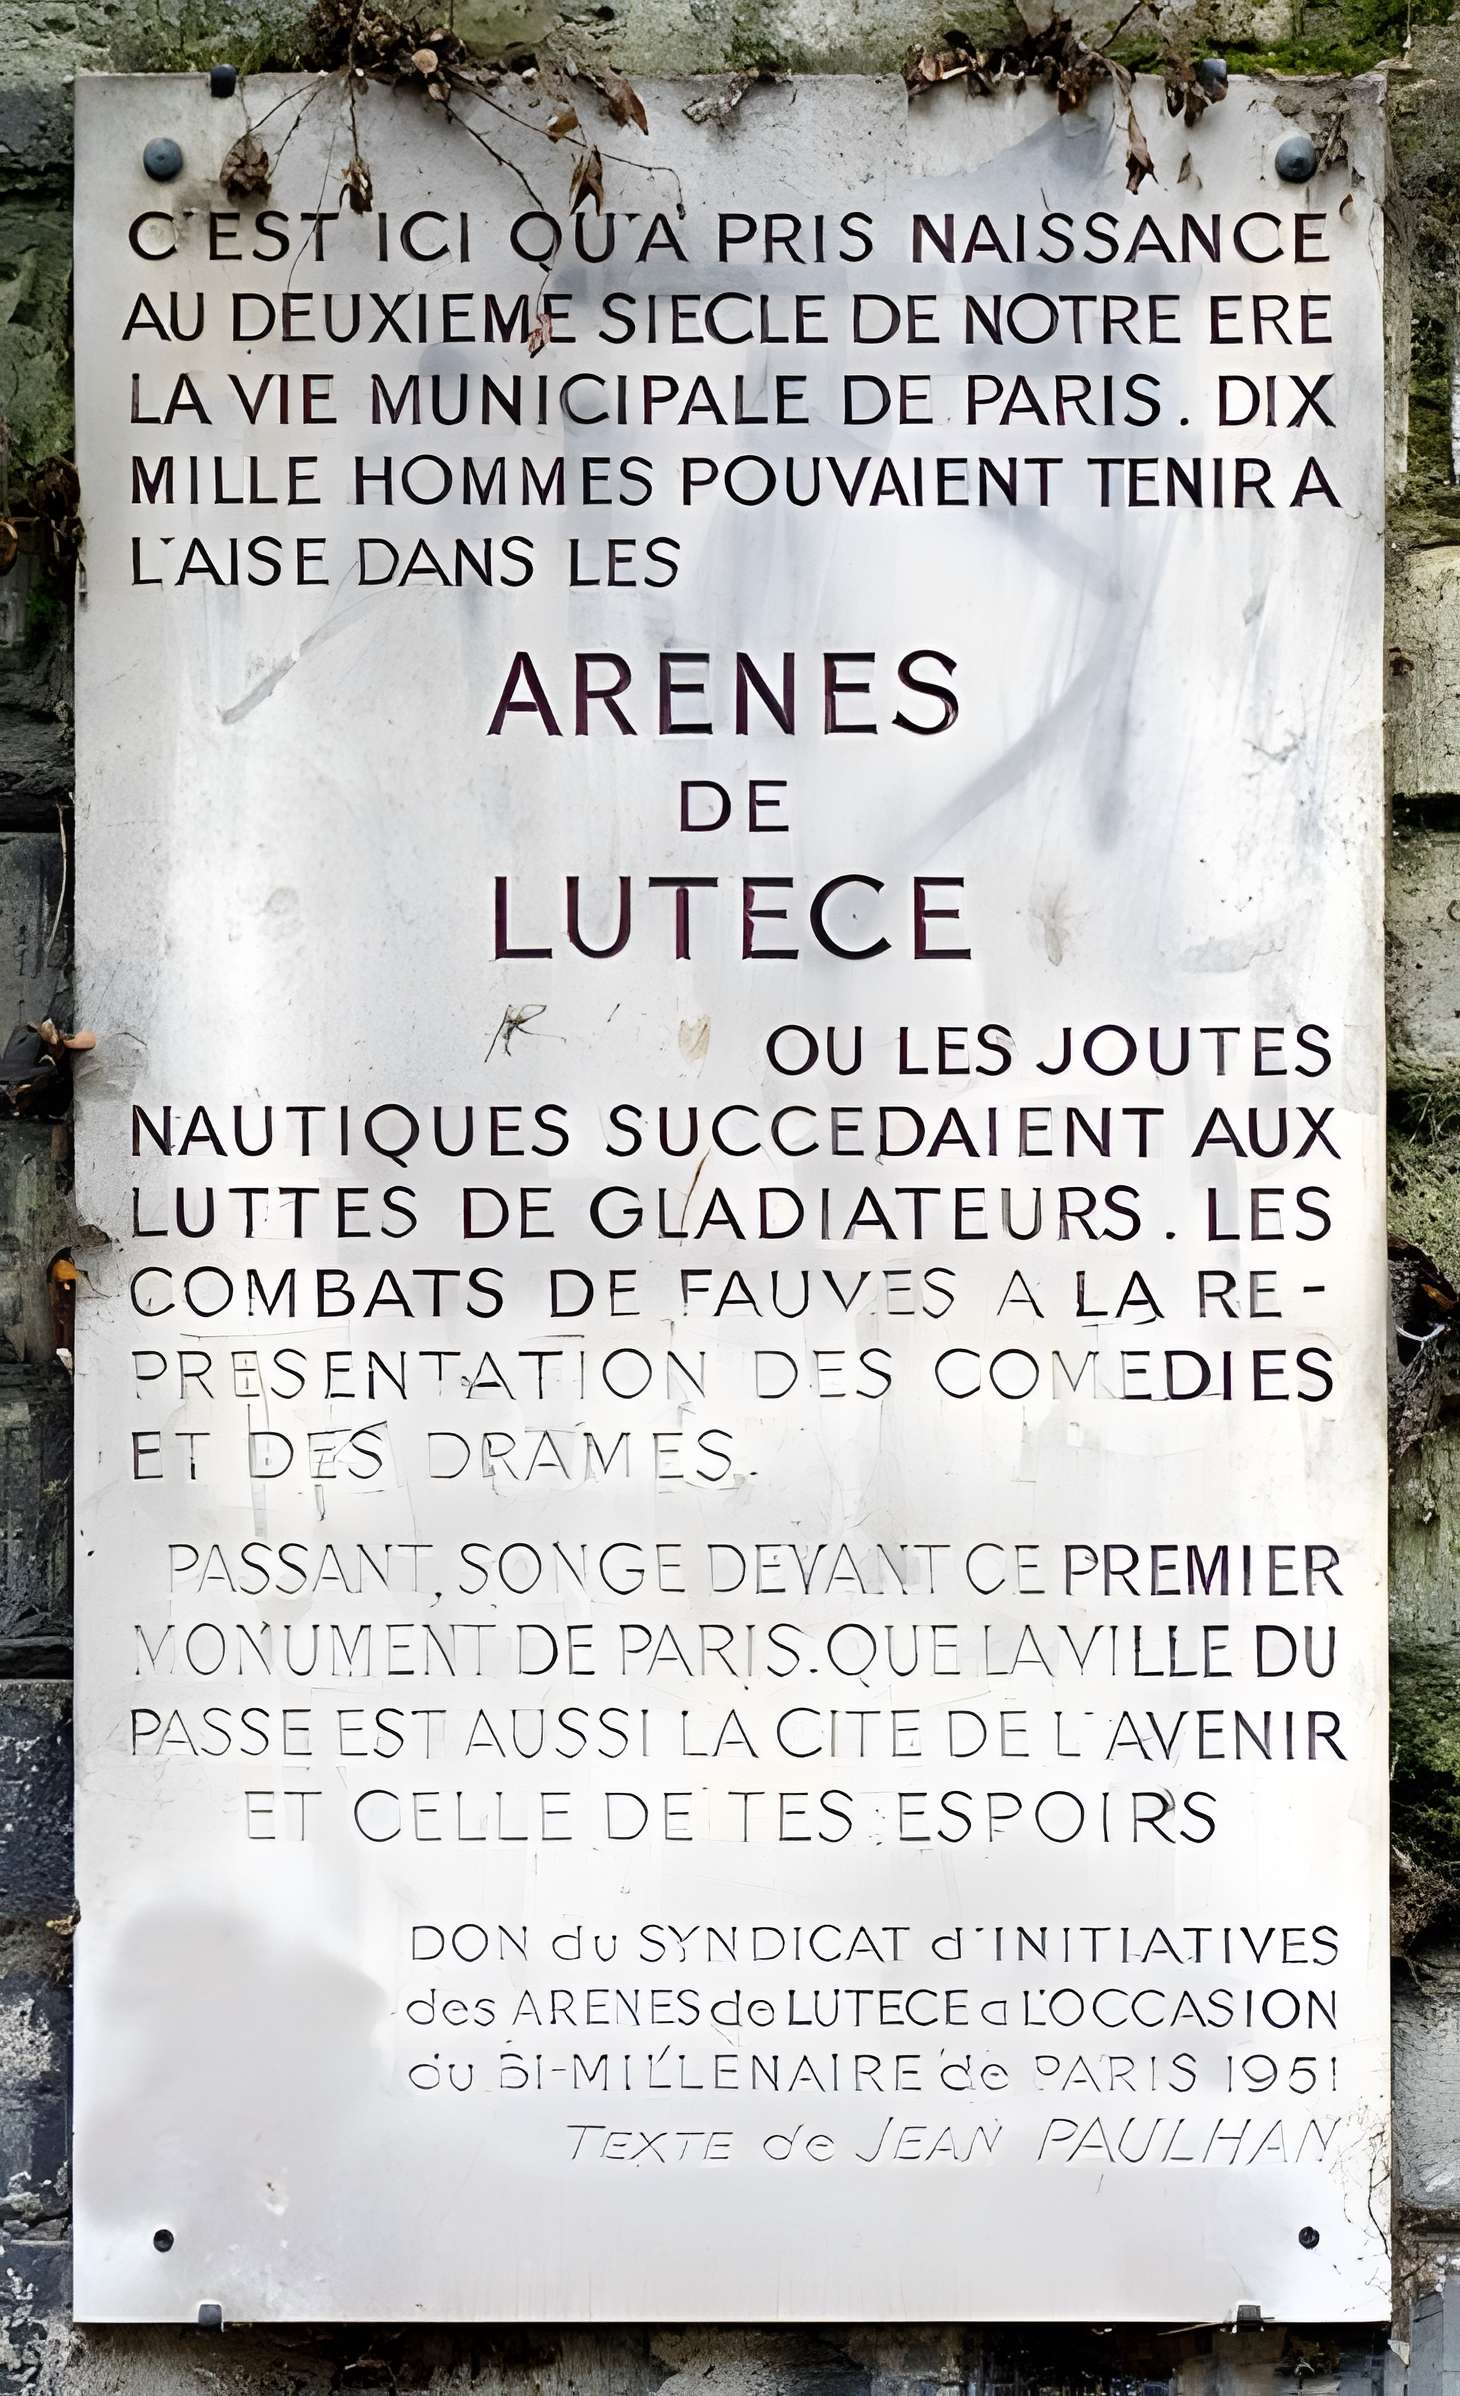 C'EST ICI QU'A PRIS NAISSANCE
AU DEUXIEME SIECLE DE NOTRE ERE
LA VIE MUNICIPALE DE PARIS. DIX
MILLE HOMMES POUVAIENT TENIR A
L'AISE DANS LES
ARENES
DE
LUTECE
OU LES JOUTES
NAUTIQUES SUCCEDAIENT AUX
LUTTES DE GLADIATEURS. LES
COMBATS DE FAUVES A LA RE-
PRESENTATION DES COMEDIES
ET DES DRAMES.
PASSANT, SONGE DEVANT CE PREMIER
MONUMENT DE PARIS. QUE LA VILLE DU
PASSE EST AUSSI LA CITE DE L'AVENIR
ET CELLE DE TES ESPOIRS
DON du SYNDICAT d'INITIATIVES
des ARENES de LUTECE a L'OCCASION
du BI-MILLENAIRE de PARIS 1951
TEXTE de JEAN PAULHAN